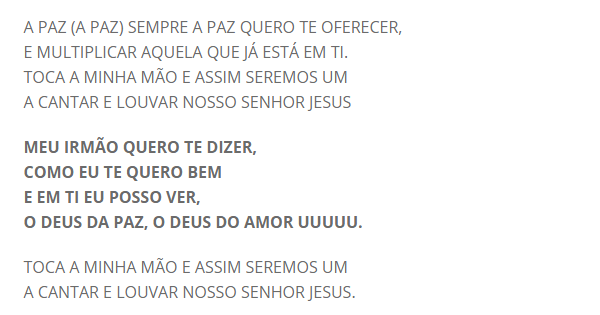 A PAZ (A PAZ) SEMPRE A PAZ QUERO TE OFERECER,
E MULTIPLICAR AQUELA QUE JÁ ESTÁ EM TI.
TOCA A MINHA MÃO E ASSIM SEREMOS UM
A CANTAR E LOUVAR NOSSO SENHOR JESUS
MEU IRMÃO QUERO TE DIZER,
COMO EU TE QUERO BEM
E EM TI EU POSSO VER,
O DEUS DA PAZ, O DEUS DO AMOR UUUUU.
TOCA A MINHA MÃO E ASSIM SEREMOS UM
A CANTAR E LOUVAR NOSSO SENHOR JESUS.